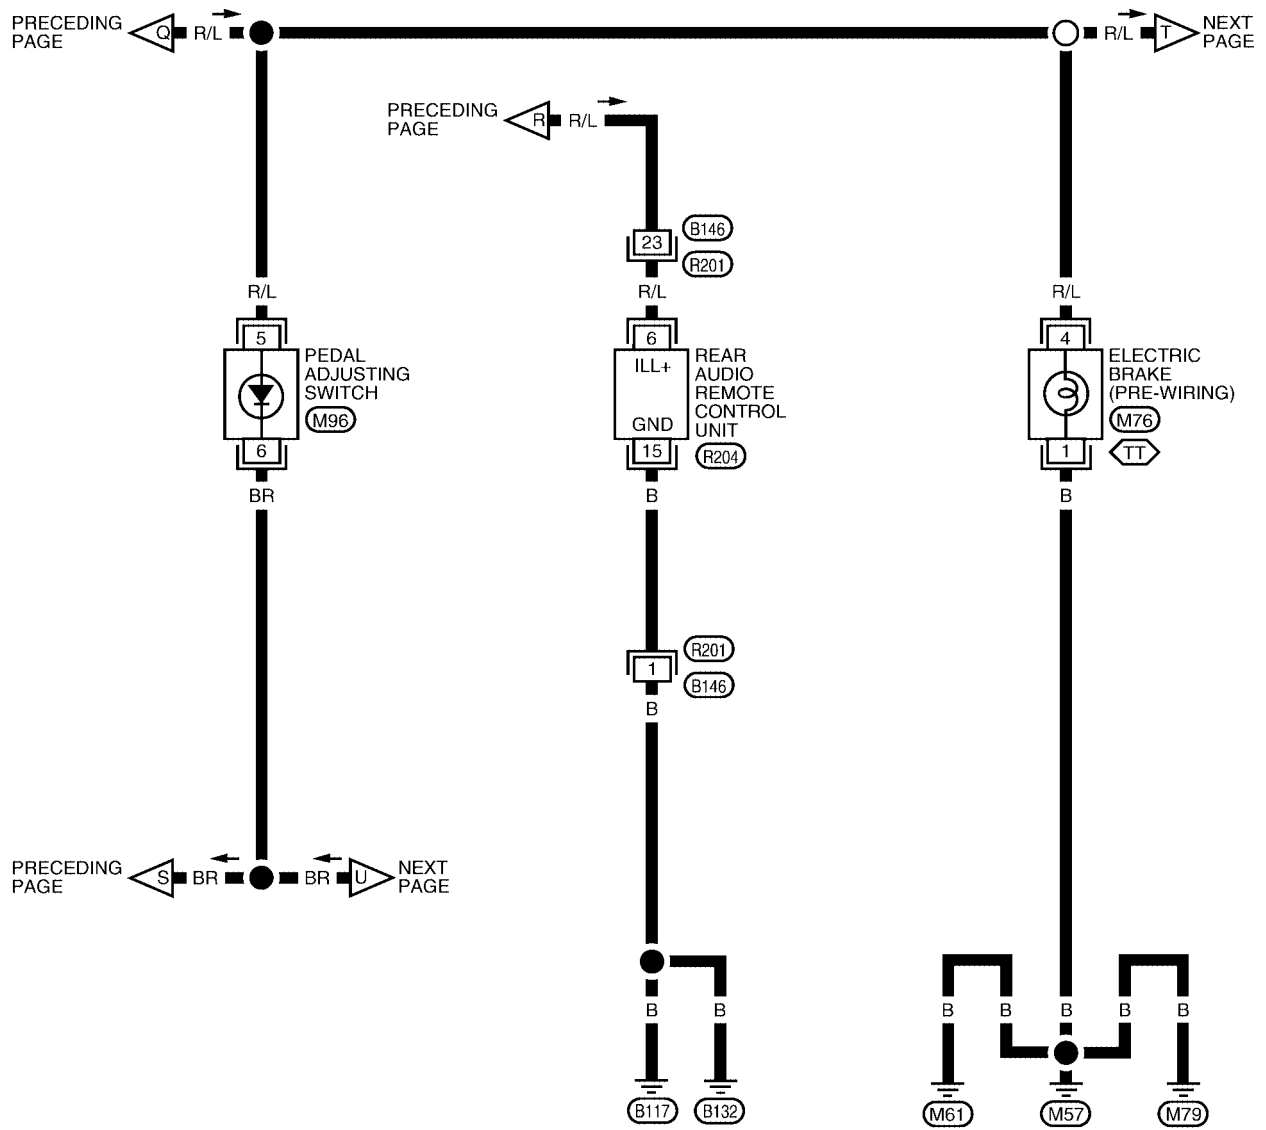 PRECEDING
PAGE
Q
R/L
R/L
T
NEXT
PAGE
PRECEDING
PAGE
R
R/L
23
B146
R201
R/L
R/L
R/L
5
PEDAL
ADJUSTING
SWITCH
M96
6
BR
6
ILL+
GND
15
REAR
AUDIO
REMOTE
CONTROL
UNIT
R204
B
4
ELECTRIC
BRAKE
(PRE-WIRING)
M76
1
TT
B
R201
1
B146
B
PRECEDING
PAGE
S
BR
BR
U
NEXT
PAGE
B
B
B
B
B
B
B
B117
B132
M61
M57
M79